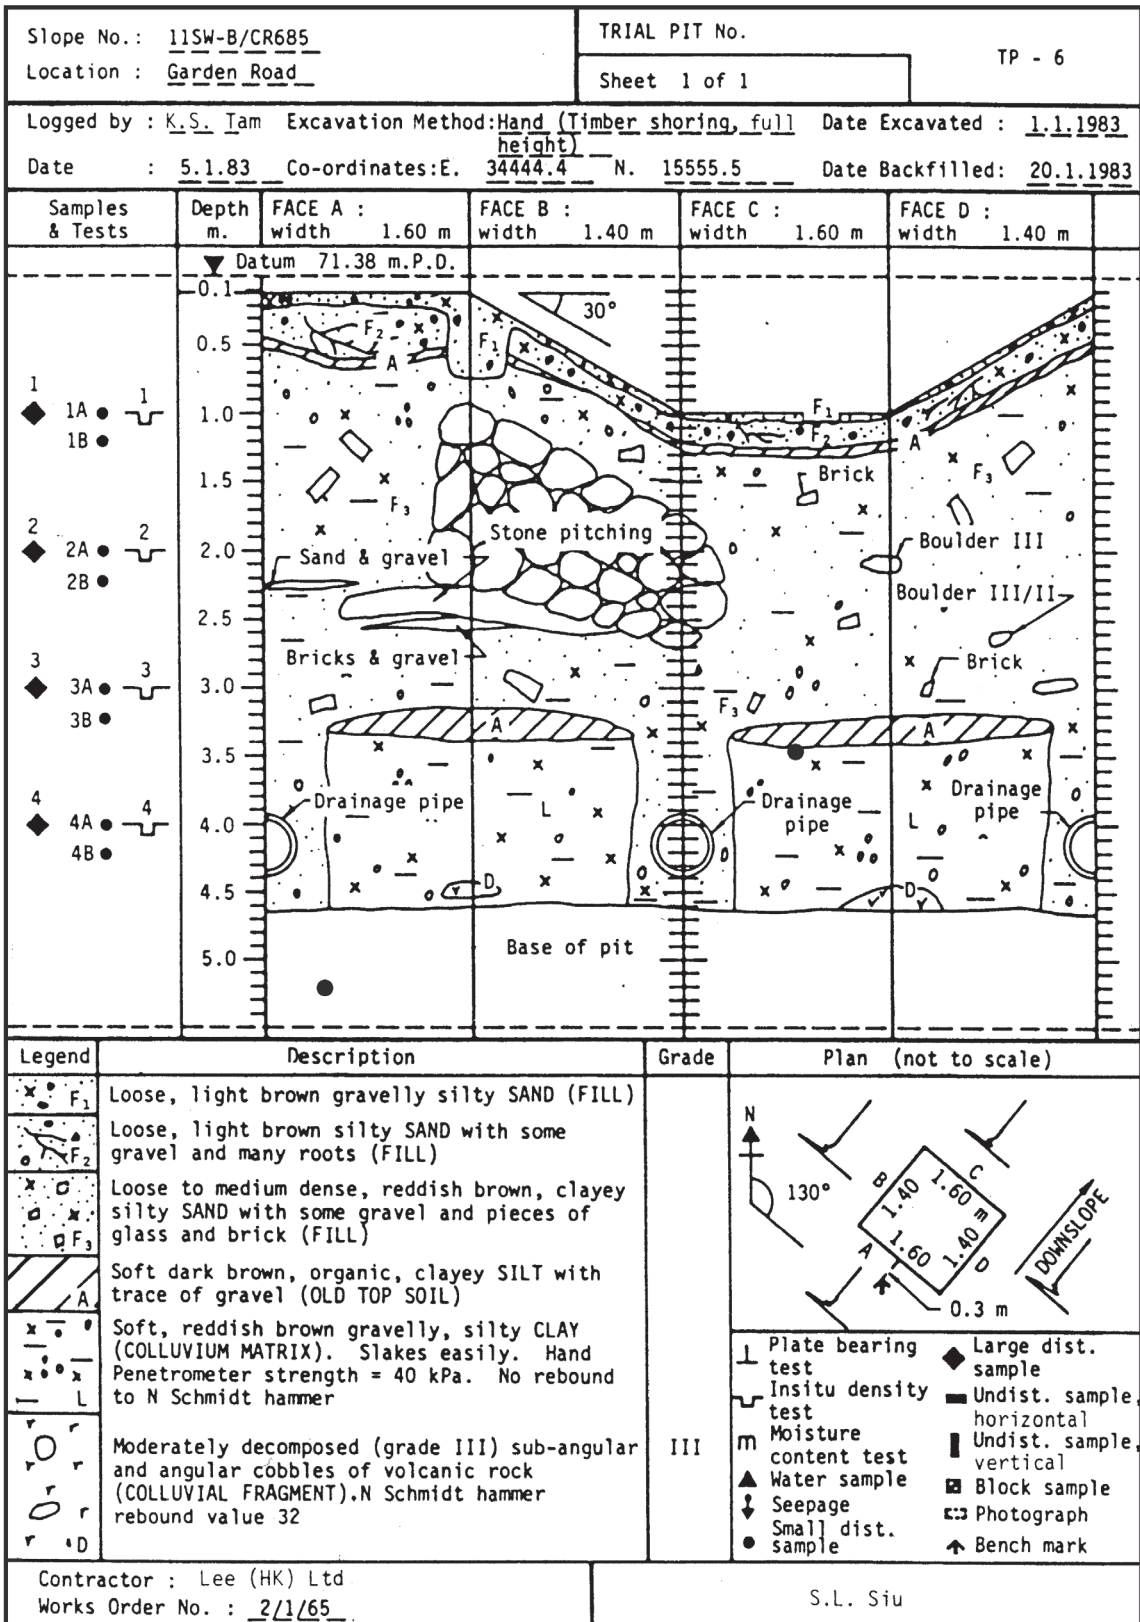 Slope No.: 11SW-B/CR685
Location : Garden Road
TRIAL PIT No.
Sheet 1 of 1
TP - 6
Logged by : K.S. Tam Excavation Method: Hand (Timber shoring, full height) Date Excavated : 1.1.1983
Date : 5.1.83 Co-ordinates: E. 34444.4 N. 15555.5 Date Backfilled: 20.1.1983
Samples & Tests
Depth m.
FACE A : width 1.60 m
FACE B : width 1.40 m
FACE C : width 1.60 m
FACE D : width 1.40 m
Datum 71.38 m.P.D.
0.1
30°
F₂
F₁
0.5
A
1
1A
1
1.0
F₁
1B
F₂
A
Brick
F₃
1.5
F₃
2
2A
2
2.0
Stone pitching
Boulder III
Sand & gravel
2B
Boulder III/II
2.5
Bricks & gravel
Brick
3
3A
3
3.0
F₃
3B
A
A
3.5
4
4A
4
4.0
Drainage pipe
L
Drainage pipe
L
Drainage pipe
4B
4.5
D
D
Base of pit
5.0
Legend
Description
Grade
Plan (not to scale)
F₁
Loose, light brown gravelly silty SAND (FILL)
F₂
Loose, light brown silty SAND with some
gravel and many roots (FILL)
F₃
Loose to medium dense, reddish brown, clayey
silty SAND with some gravel and pieces of
glass and brick (FILL)
A
Soft dark brown, organic, clayey SILT with
trace of gravel (OLD TOP SOIL)
L
Soft, reddish brown gravelly, silty CLAY
(COLLUVIUM MATRIX). Slakes easily. Hand
Penetrometer strength = 40 kPa. No rebound
to N Schmidt hammer
r r
r r
r
r
r D
Moderately decomposed (grade III) sub-angular
and angular cobbles of volcanic rock
(COLLUVIAL FRAGMENT).N Schmidt hammer
rebound value 32
III
N
130°
B
1.40
C
1.60 m
A
1.60
1.40
D
DOWNSLOPE
0.3 m
Plate bearing test
Insitu density test
m Moisture content test
Water sample
Seepage
Small dist. sample
Large dist. sample
Undist. sample, horizontal
Undist. sample, vertical
Block sample
Photograph
Bench mark
Contractor : Lee (HK) Ltd
Works Order No. : 2/1/65
S.L. Siu